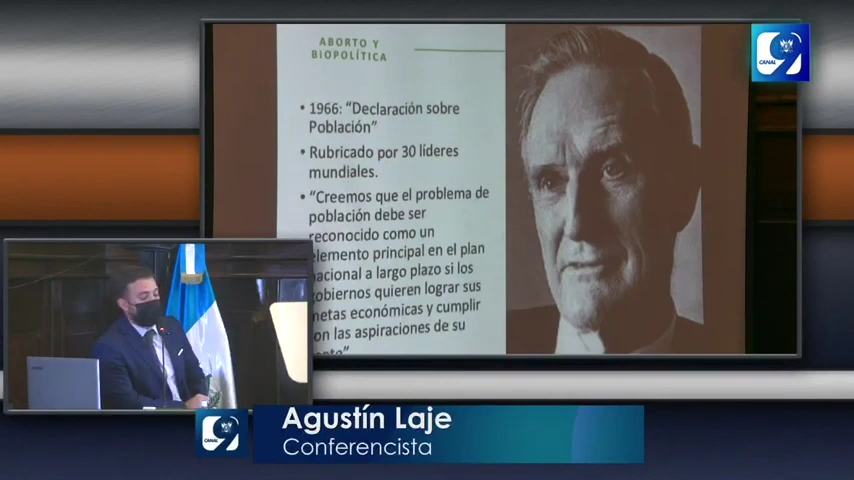 ABORTO Y
BIOPOLÍTICA
• 1966: “Declaración sobre
Población”
• Rubricado por 30 líderes
mundiales.
• “Creemos que el problema de
población debe ser
reconocido como un
elemento principal en el plan
nacional a largo plazo si los
gobiernos quieren lograr sus
metas económicas y cumplir
con las aspiraciones de su
CANAL 9
Agustín Laje
Conferencista
CANAL 9